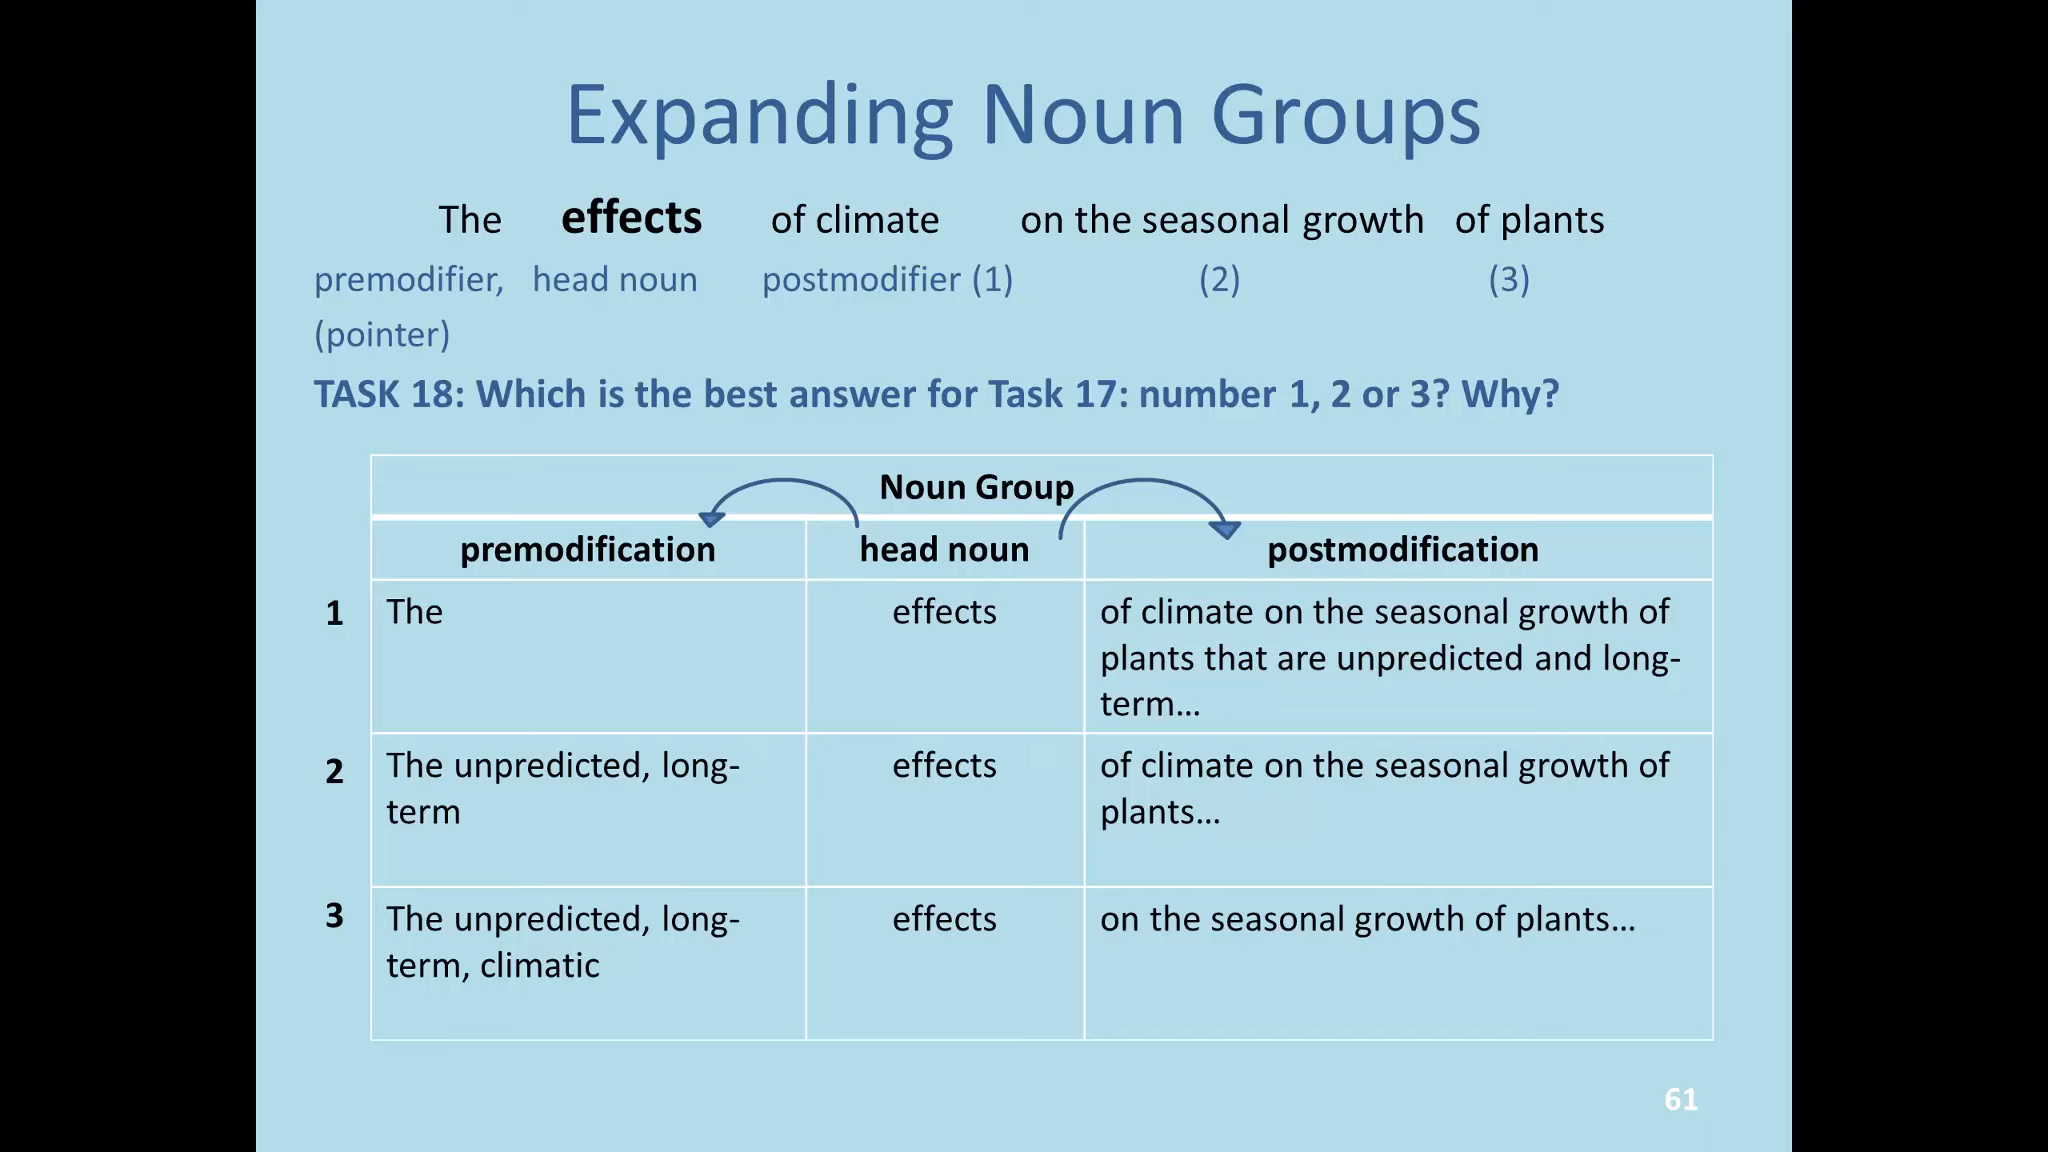 Expanding Noun Groups
The effects of climate on the seasonal growth of plants
premodifier, head noun postmodifier (1) (2) (3)
(pointer)
TASK 18: Which is the best answer for Task 17: number 1, 2 or 3? Why?
Noun Group
premodification head noun postmodification
1 The effects of climate on the seasonal growth of
plants that are unpredicted and long-
term…
2 The unpredicted, long- effects of climate on the seasonal growth of
term plants…
3 The unpredicted, long- effects on the seasonal growth of plants…
term, climatic
61